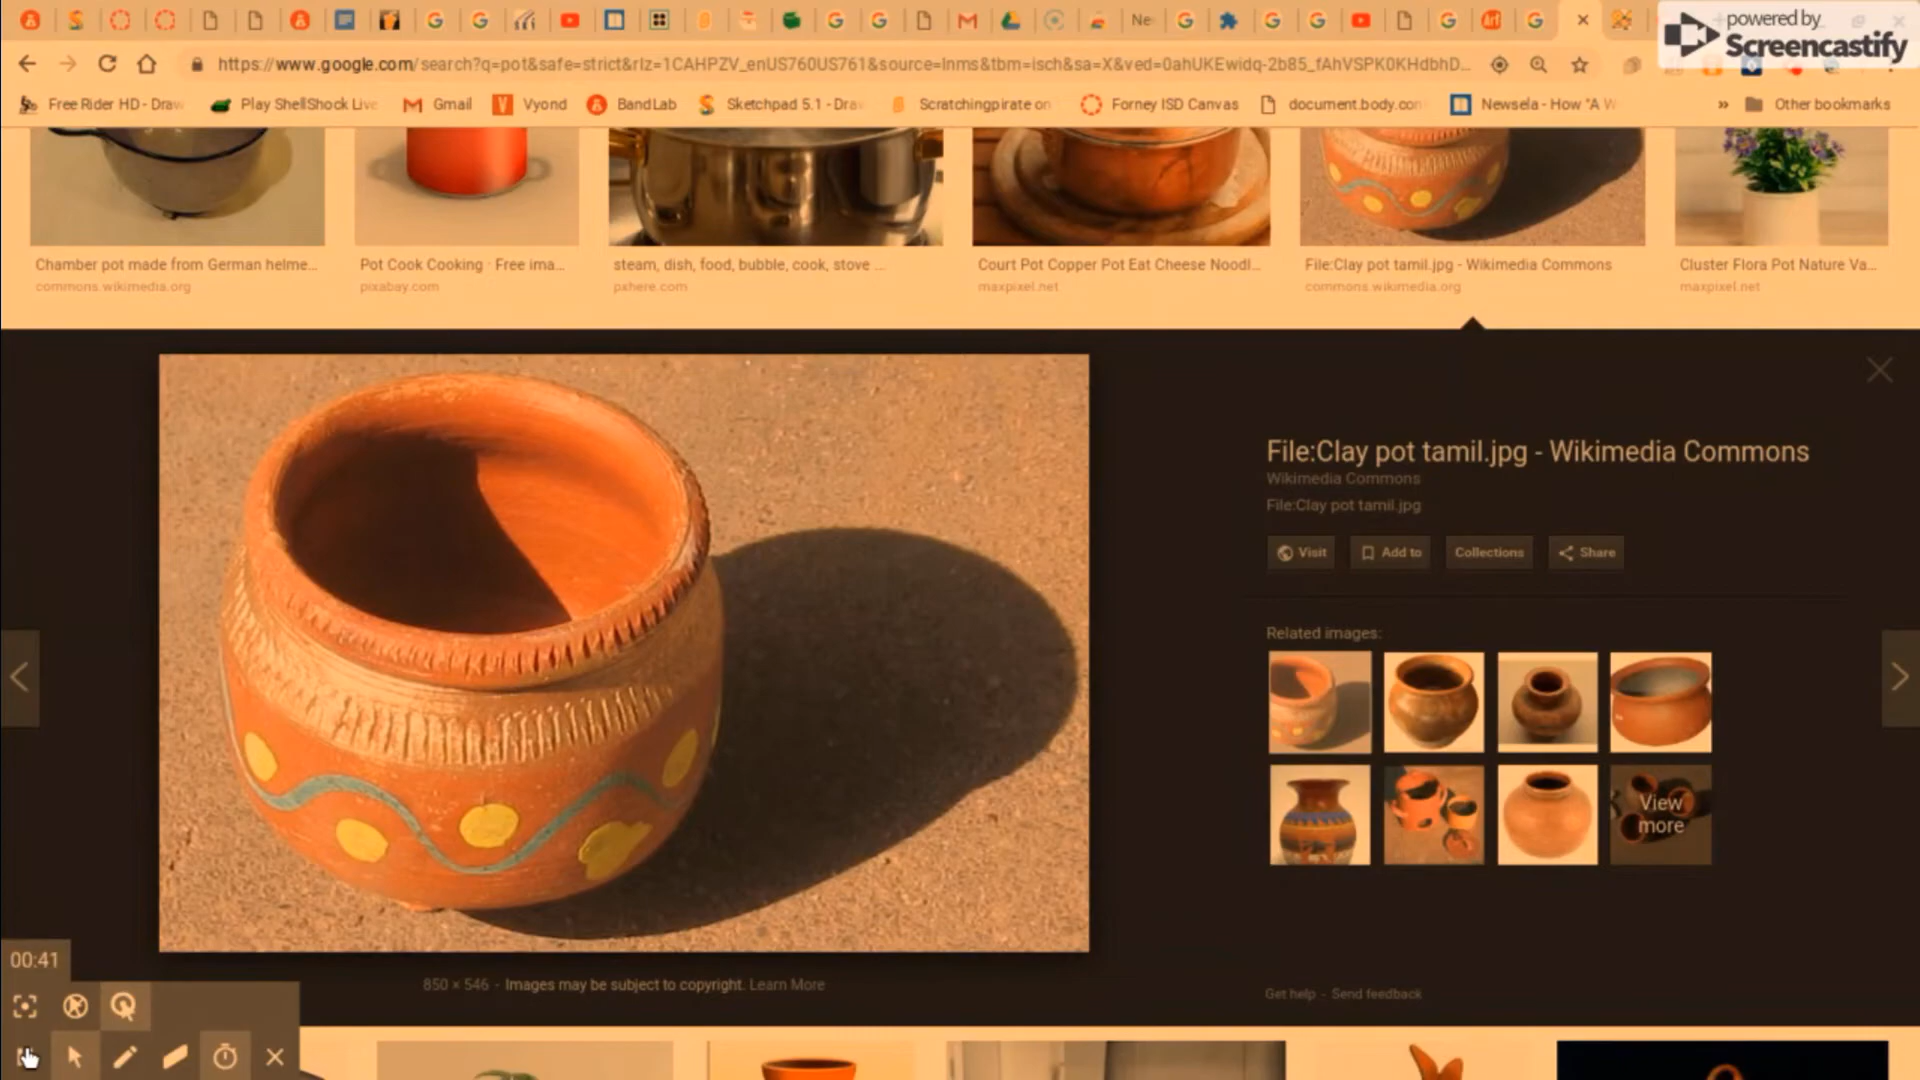 Ne
powered by
Screencastify
https://www.google.com/search?q=pot&safe=strict&rlz=1CAHPZV_enUS760US761&source=lnms&tbm=isch&sa=X&ved=0ahUKEwidq-2b85_fAhVSPK0KHdbhD...
Free Rider HD - Draw
Play ShellShock Live
Gmail
Vyond
BandLab
Sketchpad 5.1 - Dra
Scratchingpirate on
Forney ISD Canvas
document.body.con
Newsela - How "A W
» Other bookmarks
Chamber pot made from German helme...
commons.wikimedia.org
Pot Cook Cooking · Free ima...
pixabay.com
steam, dish, food, bubble, cook, stove ...
pxhere.com
Court Pot Copper Pot Eat Cheese Noodl...
maxpixel.net
File:Clay pot tamil.jpg - Wikimedia Commons
commons.wikimedia.org
Cluster Flora Pot Nature Va...
maxpixel.net
File:Clay pot tamil.jpg - Wikimedia Commons
Wikimedia Commons
File:Clay pot tamil.jpg
Visit
Add to
Collections
Share
Related images:
View
more
850 × 546 - Images may be subject to copyright. Learn More
Get help - Send feedback
00:41